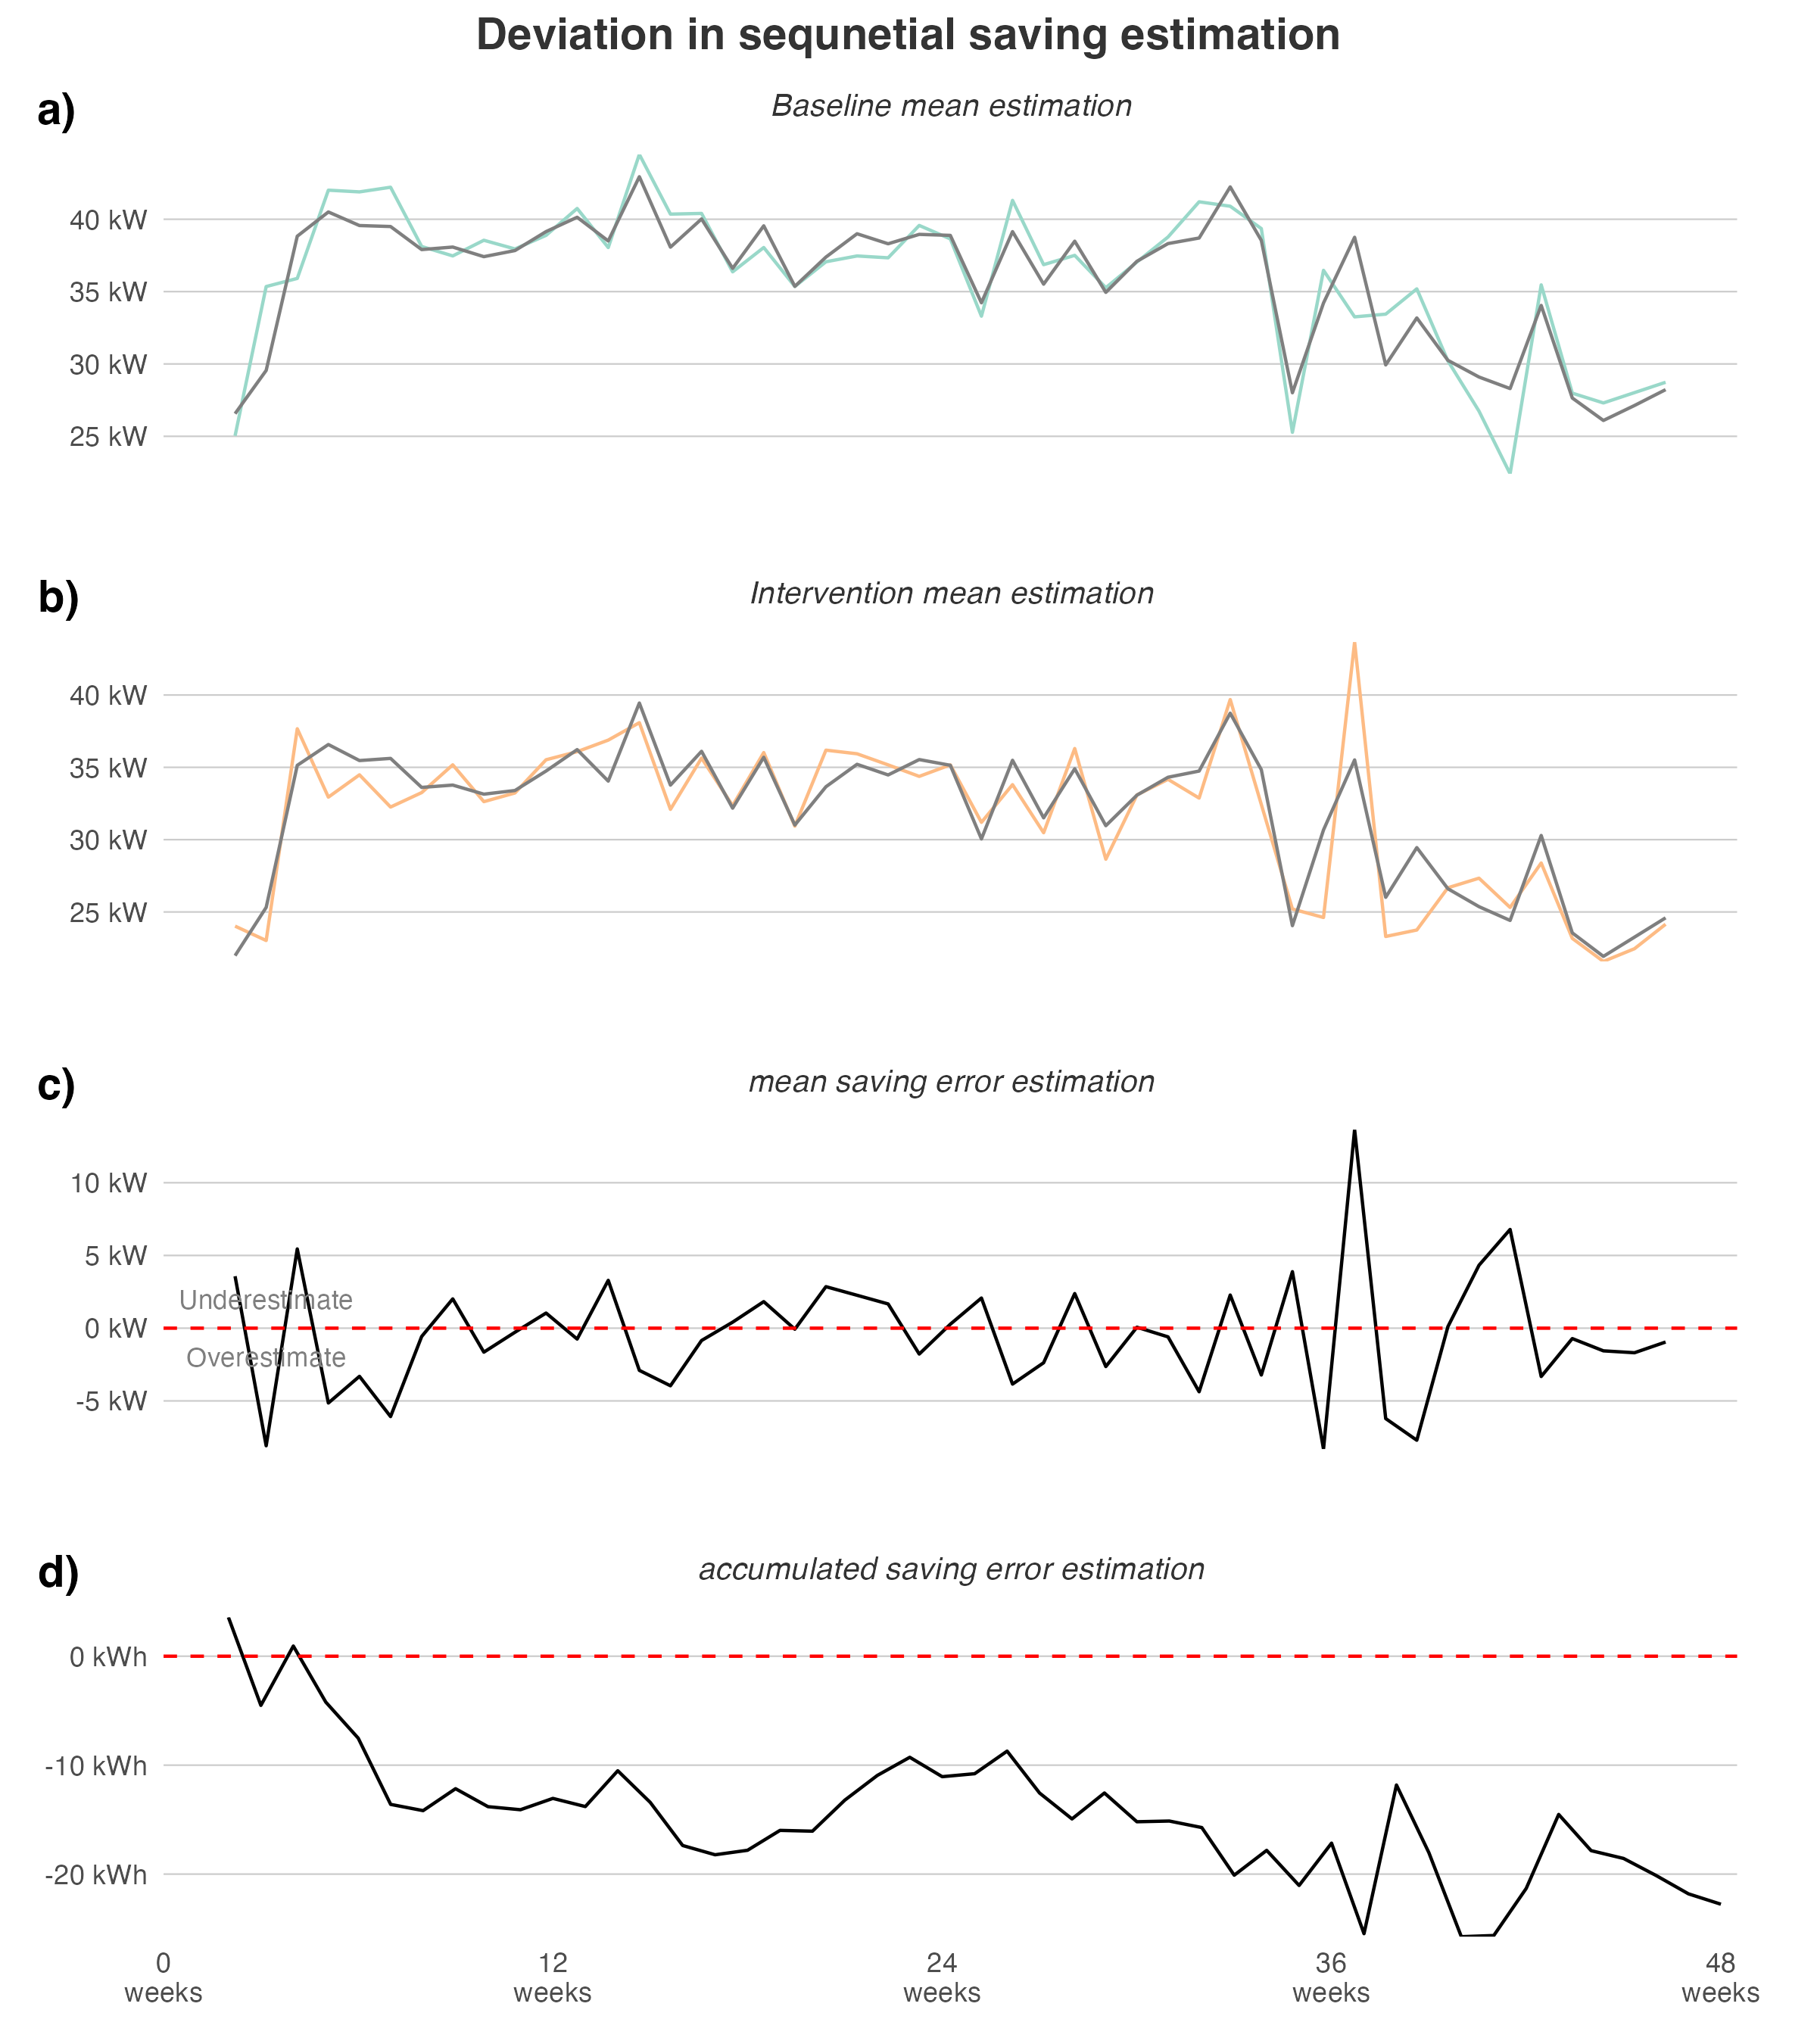 Deviation in sequnetial saving estimation
a)
Baseline mean estimation
40 kW
35 kW
30 kW
25 kW
b)
Intervention mean estimation
40 kW
35 kW
30 kW
25 kW
c)
mean saving error estimation
10 kW
5 kW
Underestimate
0 kW
Overestimate
-5 kW
d)
accumulated saving error estimation
0 kWh
-10 kWh
-20 kWh
0 12 24 36 48
weeks weeks weeks weeks weeks